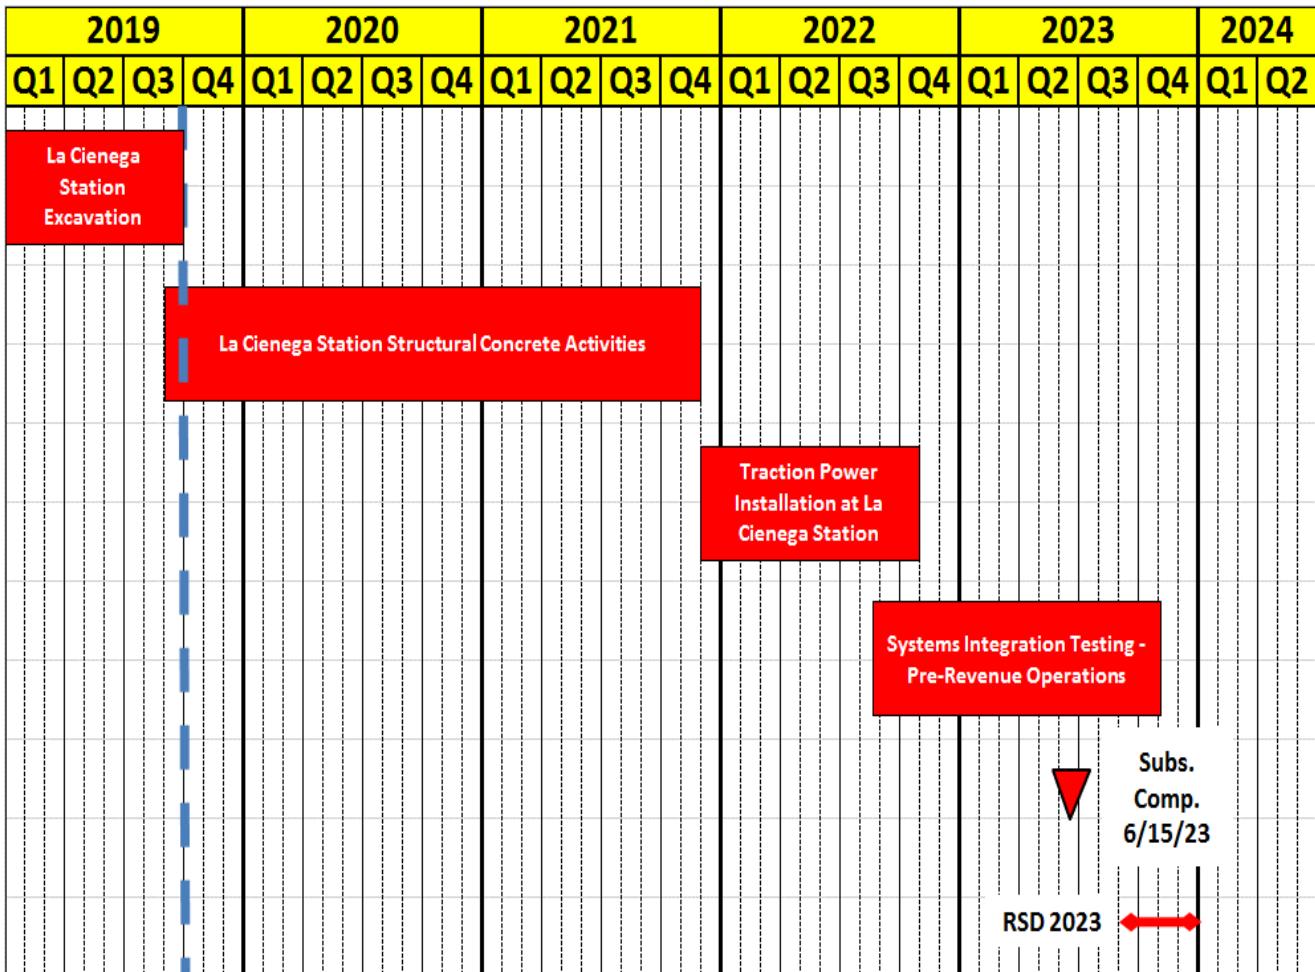 2019 2020 2021 2022 2023 2024
Q1 Q2 Q3 Q4 Q1 Q2 Q3 Q4 Q1 Q2 Q3 Q4 Q1 Q2 Q3 Q4 Q1 Q2 Q3 Q4 Q1 Q2
La Cienega
Station
Excavation
La Cienega Station Structural Concrete Activities
Traction Power
Installation at La
Cienega Station
Systems Integration Testing -
Pre-Revenue Operations
Subs.
Comp.
6/15/23
RSD 2023